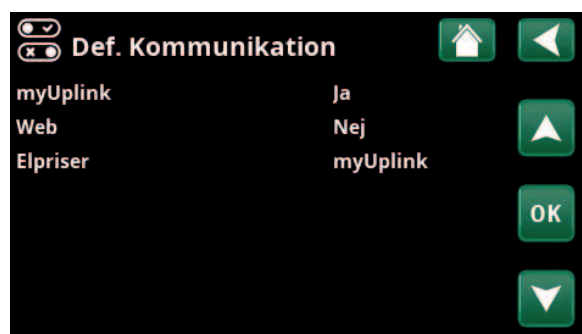 Def. Kommunikation
myUplink Ja
Web Nej
Elpriser myUplink
OK